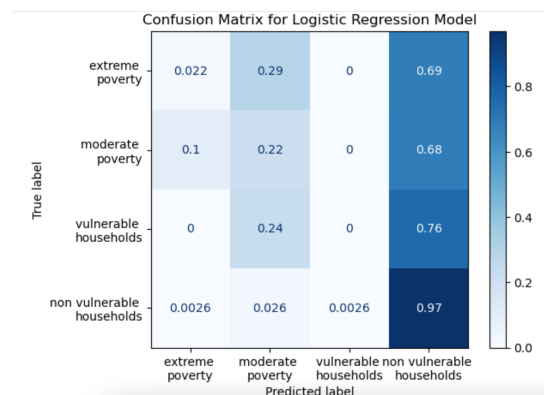 Confusion Matrix for Logistic Regression Model
extreme
poverty
0.022 0.29 0 0.69
moderate
poverty
0.1 0.22 0 0.68
vulnerable
households
0 0.24 0 0.76
non vulnerable
households
0.0026 0.026 0.0026 0.97
True label
0.8
0.6
0.4
0.2
0.0
extreme moderate vulnerable non vulnerable
poverty poverty households households
Predicted label